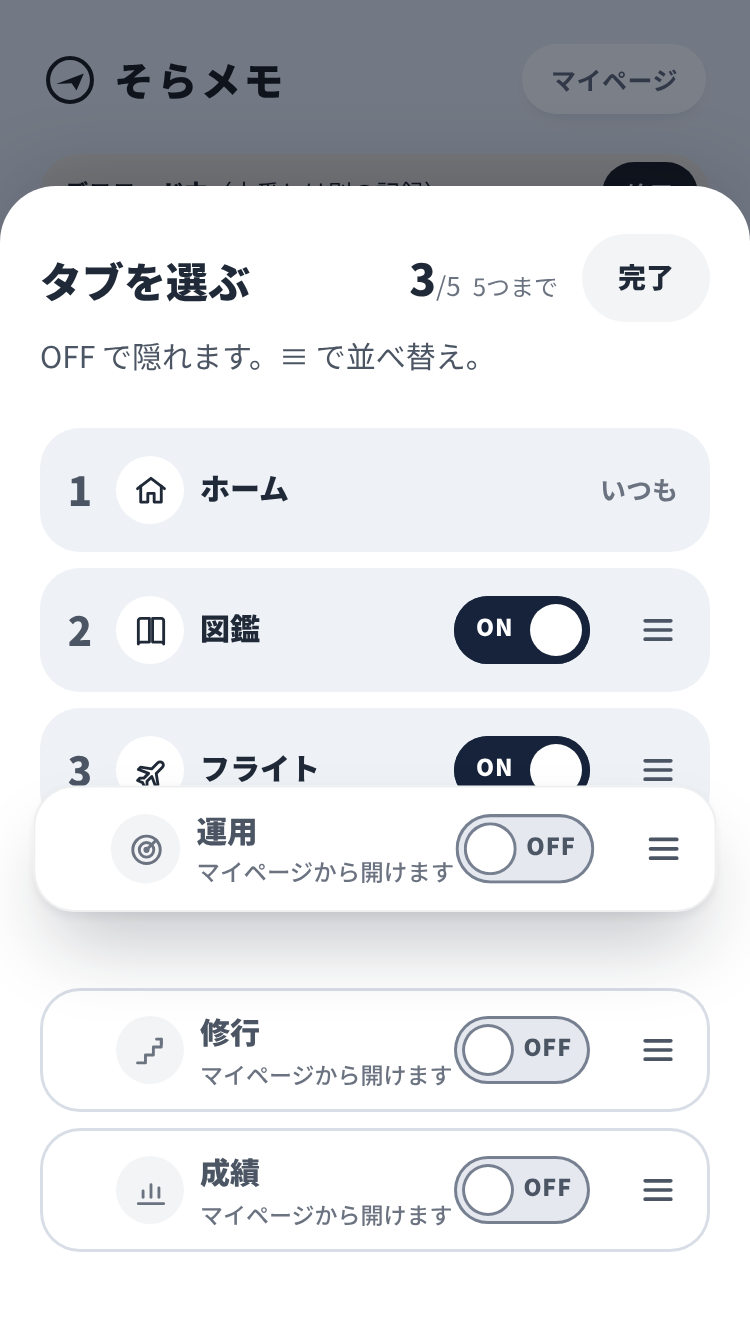 そらメモ
マイページ
タブを選ぶ
3/5 5つまで
完了
OFF で隠れます。≡ で並べ替え。
1 ホーム いつも
2 図鑑 ON
3 フライト ON
運用
マイページから開けます
OFF
修行
マイページから開けます
OFF
成績
マイページから開けます
OFF